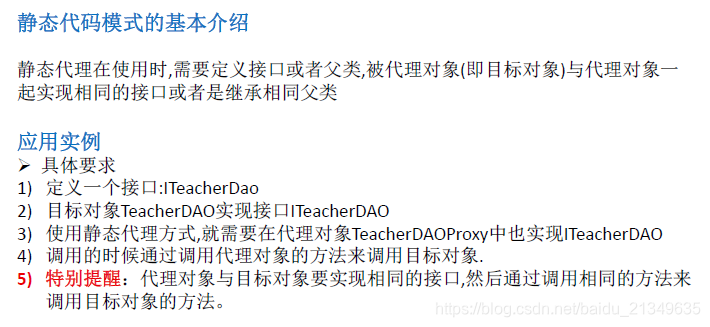 静态代码模式的基本介绍
静态代理在使用时,需要定义接口或者父类,被代理对象(即目标对象)与代理对象一
起实现相同的接口或者是继承相同父类
应用实例
➢ 具体要求
1) 定义一个接口:ITeacherDao
2) 目标对象TeacherDAO实现接口ITeacherDAO
3) 使用静态代理方式,就需要在代理对象TeacherDAOProxy中也实现ITeacherDAO
4) 调用的时候通过调用代理对象的方法来调用目标对象.
5) 特别提醒：代理对象与目标对象要实现相同的接口,然后通过调用相同的方法来
调用目标对象的方法。
https://blog.csdn.net/baidu_21349635